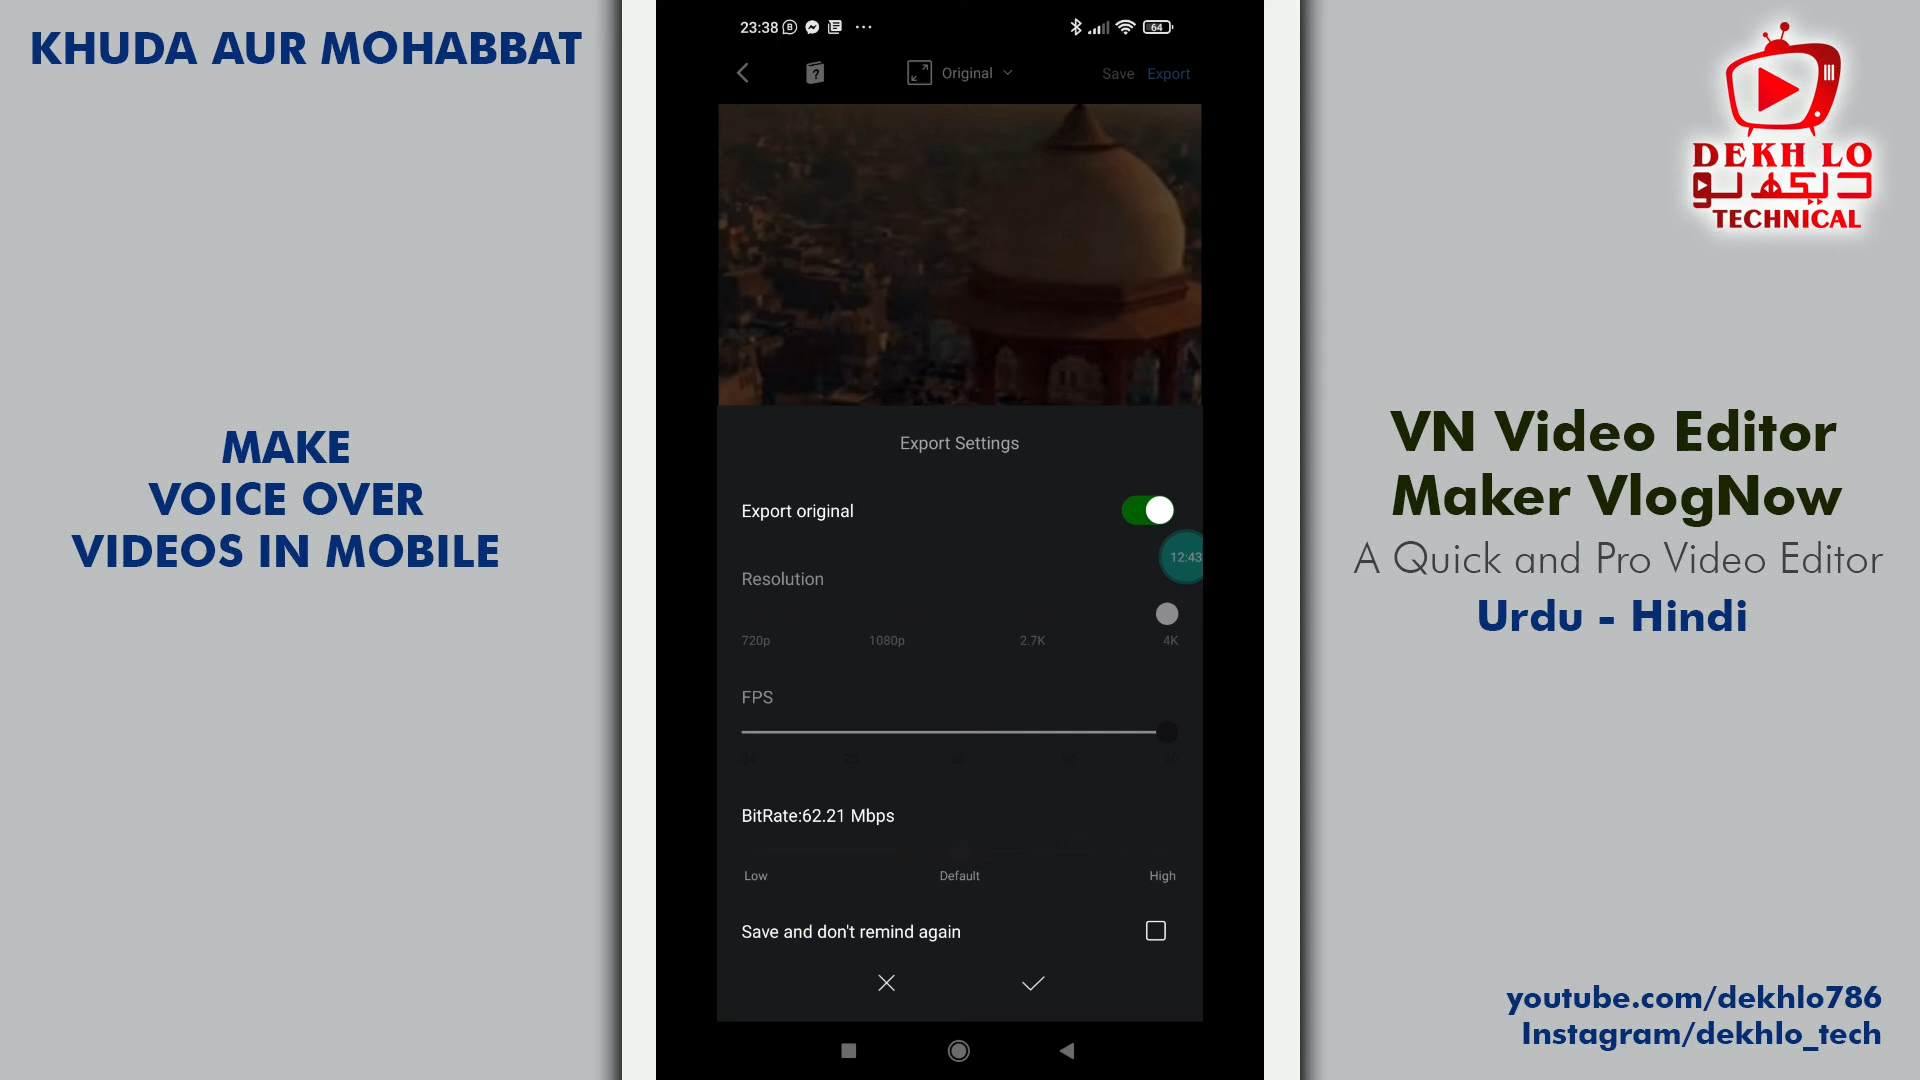 KHUDA AUR MOHABBAT
MAKE
VOICE OVER
VIDEOS IN MOBILE
23:38
64
Original
Save
Export
Export Settings
Export original
12:43
Resolution
720p
1080p
2.7K
4K
FPS
BitRate:62.21 Mbps
Low
Default
High
Save and don't remind again
DEKH LO
دیکھ لو
TECHNICAL
VN Video Editor
Maker VlogNow
A Quick and Pro Video Editor
Urdu - Hindi
youtube.com/dekhlo786
Instagram/dekhlo_tech